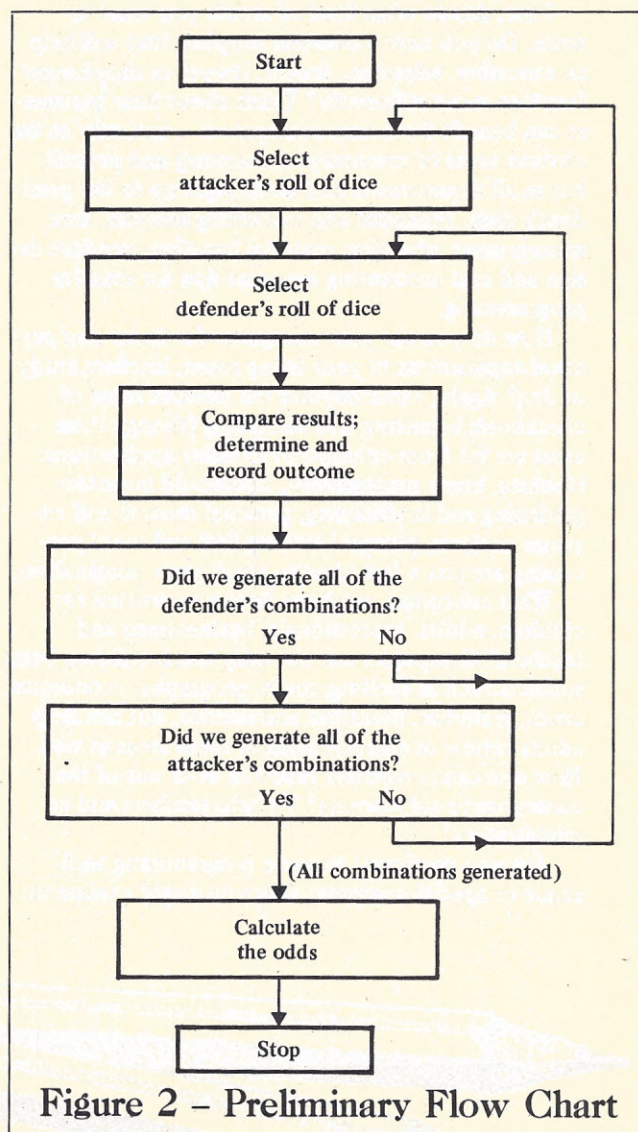 Start
Select
attacker's roll of dice
Select
defender's roll of dice
Compare results;
determine and
record outcome
Did we generate all of the
defender's combinations?
Yes No
Did we generate all of the
attacker's combinations?
Yes No
(All combinations generated)
Calculate
the odds
Stop
Figure 2 – Preliminary Flow Chart